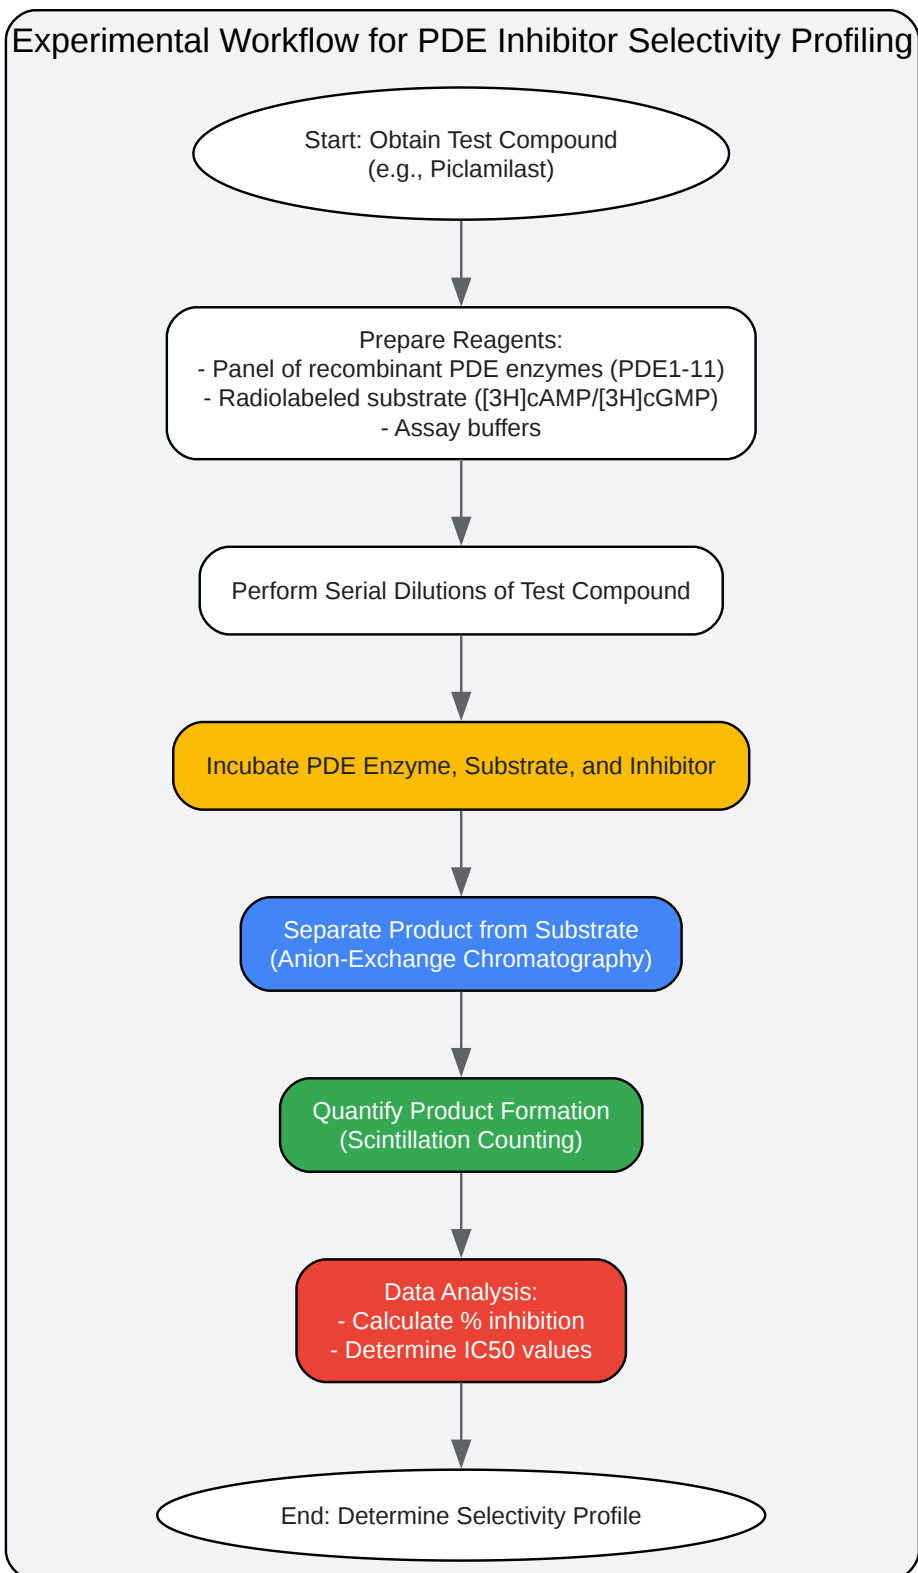 Experimental Workflow for PDE Inhibitor Selectivity Profiling
Start: Obtain Test Compound
(e.g., Piclamilast)
Prepare Reagents:
- Panel of recombinant PDE enzymes (PDE1-11)
- Radiolabeled substrate ([3H]cAMP/[3H]cGMP)
- Assay buffers
Perform Serial Dilutions of Test Compound
Incubate PDE Enzyme, Substrate, and Inhibitor
Separate Product from Substrate
(Anion-Exchange Chromatography)
Quantify Product Formation
(Scintillation Counting)
Data Analysis:
- Calculate % inhibition
- Determine IC50 values
End: Determine Selectivity Profile